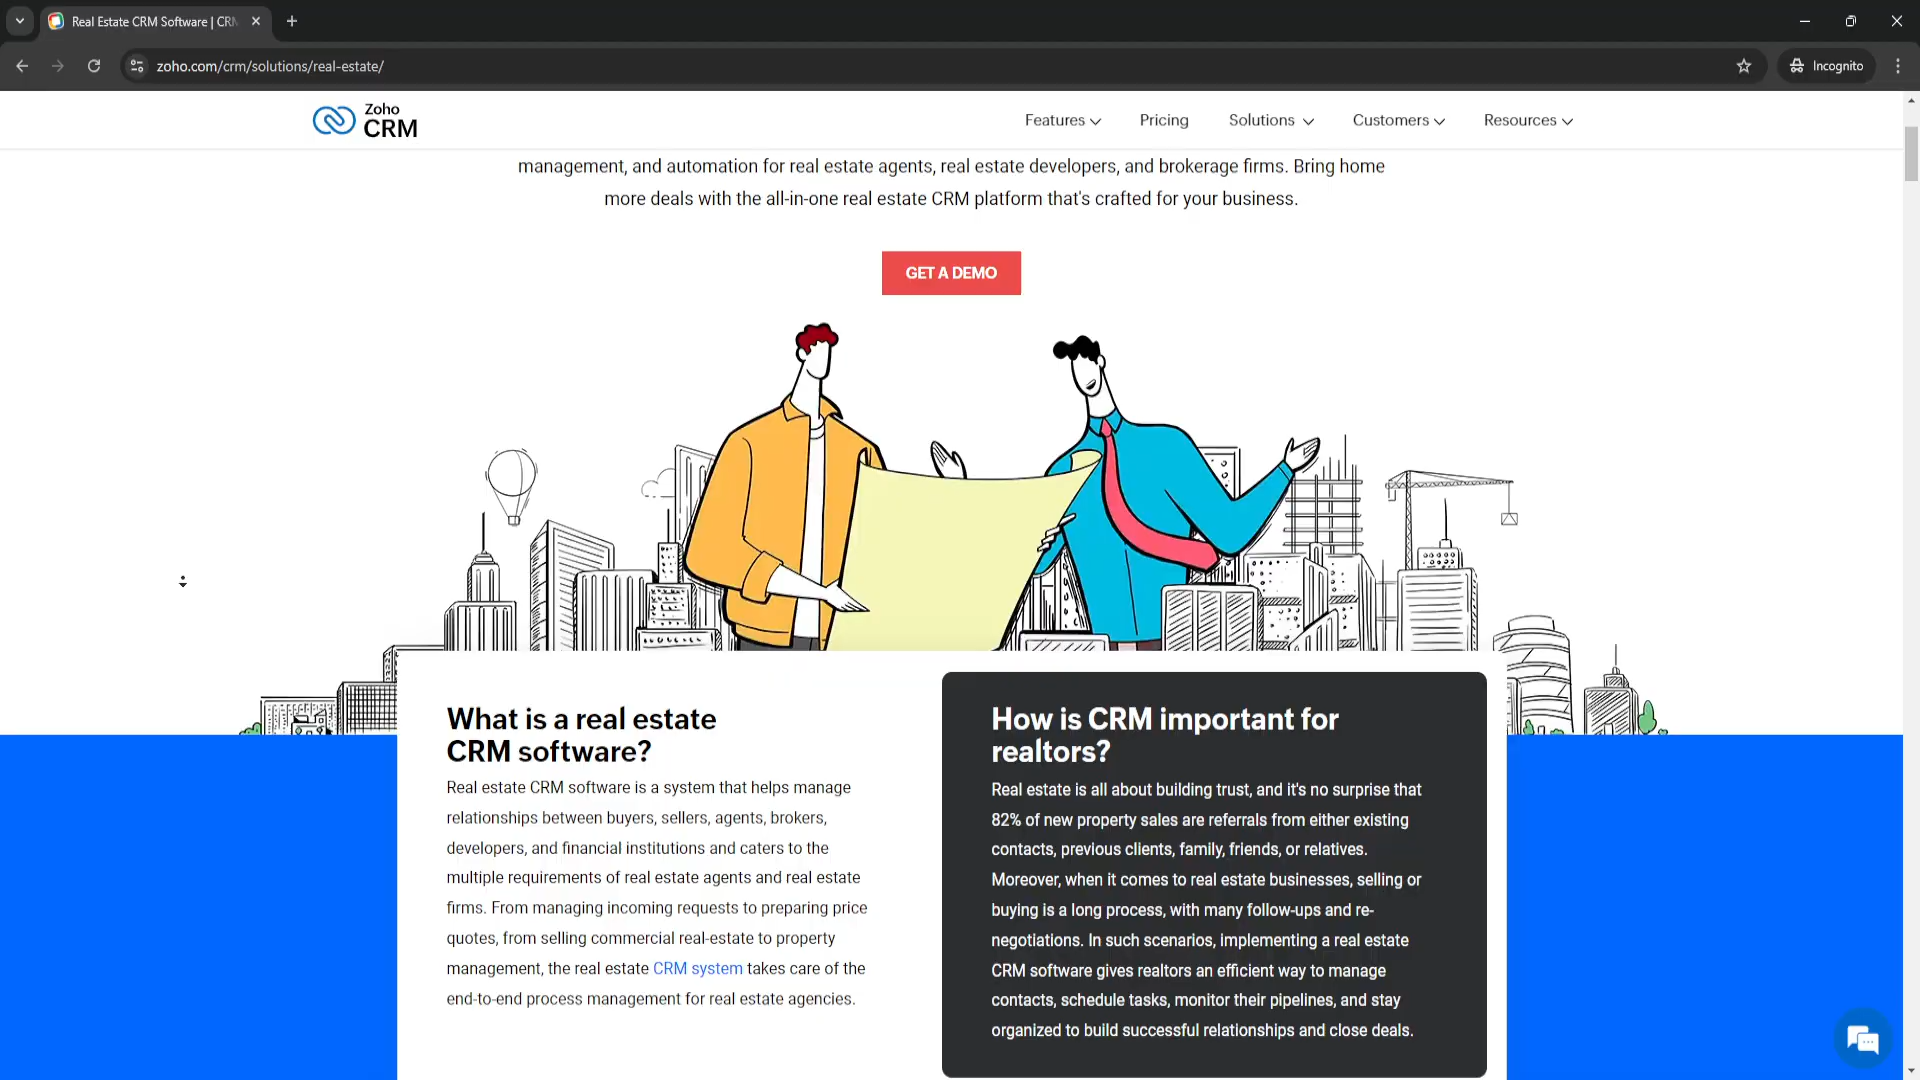 Real Estate CRM Software | CRM
zoho.com/crm/solutions/real-estate/
Incognito
Zoho
CRM
Features
Pricing
Solutions
Customers
Resources
management, and automation for real estate agents, real estate developers, and brokerage firms. Bring home
more deals with the all-in-one real estate CRM platform that's crafted for your business.
GET A DEMO
What is a real estate
CRM software?
Real estate CRM software is a system that helps manage
relationships between buyers, sellers, agents, brokers,
developers, and financial institutions and caters to the
multiple requirements of real estate agents and real estate
firms. From managing incoming requests to preparing price
quotes, from selling commercial real-estate to property
management, the real estate CRM system takes care of the
end-to-end process management for real estate agencies.
How is CRM important for
realtors?
Real estate is all about building trust, and it's no surprise that
82% of new property sales are referrals from either existing
contacts, previous clients, family, friends, or relatives.
Moreover, when it comes to real estate businesses, selling or
buying is a long process, with many follow-ups and re-
negotiations. In such scenarios, implementing a real estate
CRM software gives realtors an efficient way to manage
contacts, schedule tasks, monitor their pipelines, and stay
organized to build successful relationships and close deals.